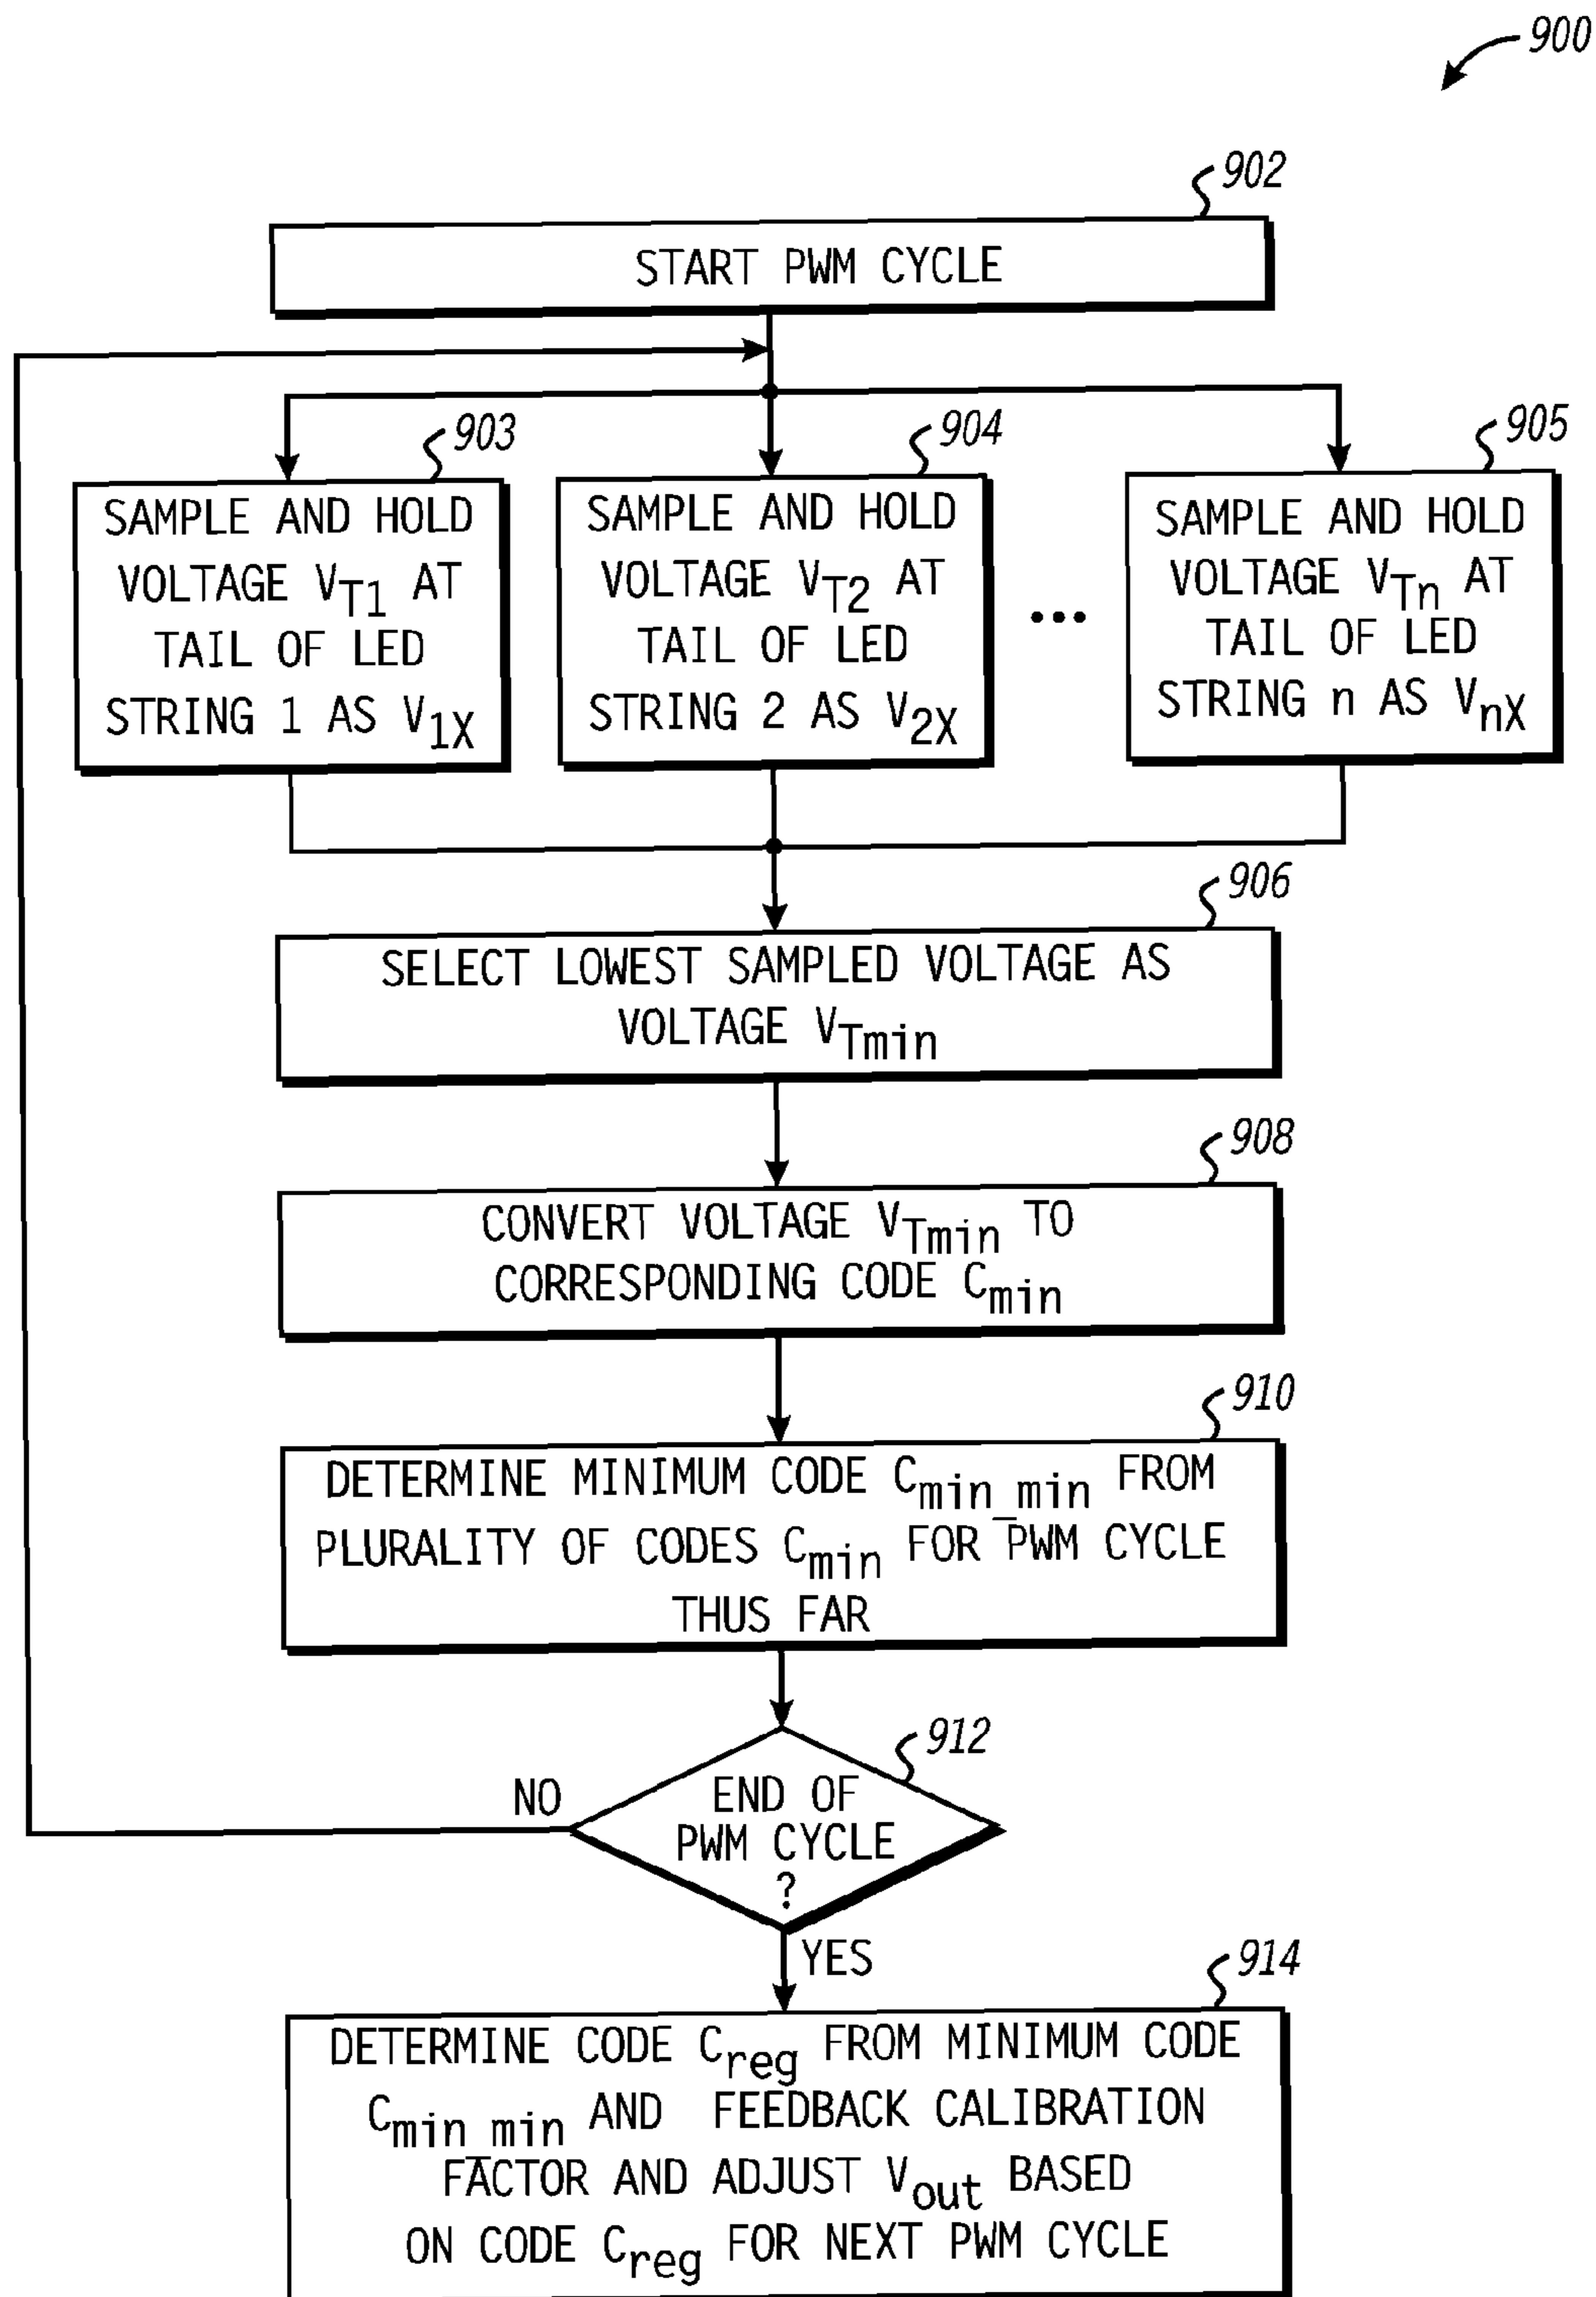 900
902
START PWM CYCLE
903
SAMPLE AND HOLD
VOLTAGE VT1 AT
TAIL OF LED
STRING 1 AS V1X
904
SAMPLE AND HOLD
VOLTAGE VT2 AT
TAIL OF LED
STRING 2 AS V2X
...
905
SAMPLE AND HOLD
VOLTAGE VTn AT
TAIL OF LED
STRING n AS VnX
906
SELECT LOWEST SAMPLED VOLTAGE AS
VOLTAGE VTmin
908
CONVERT VOLTAGE VTmin TO
CORRESPONDING CODE Cmin
910
DETERMINE MINIMUM CODE Cmin_min FROM
PLURALITY OF CODES Cmin FOR PWM CYCLE
THUS FAR
912
END OF
PWM CYCLE
?
NO
YES
914
DETERMINE CODE Creg FROM MINIMUM CODE
Cmin_min AND FEEDBACK CALIBRATION
FACTOR AND ADJUST Vout BASED
ON CODE Creg FOR NEXT PWM CYCLE